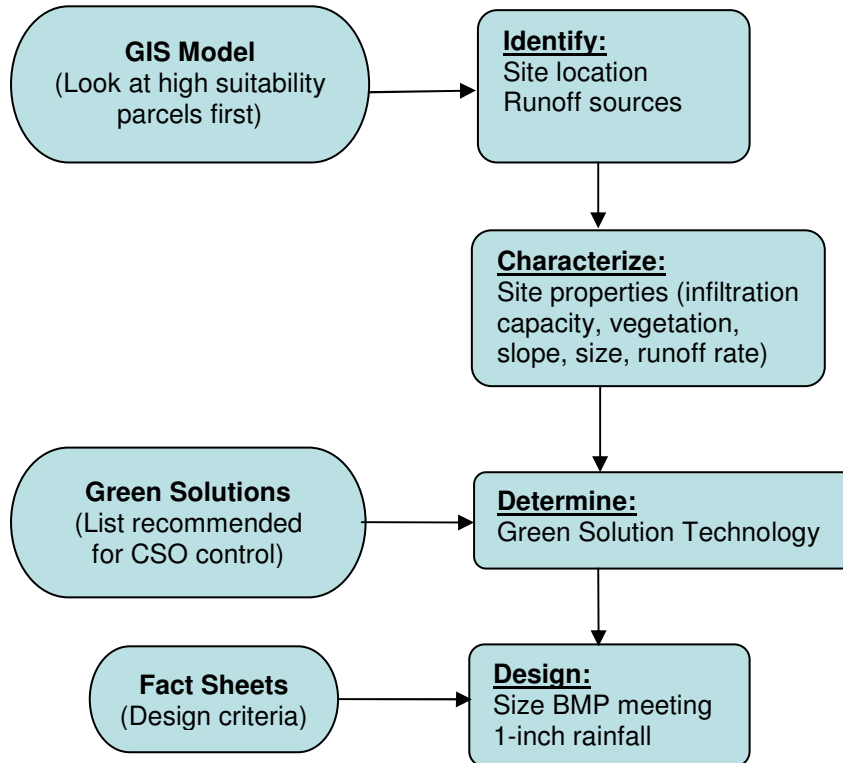 GIS Model
(Look at high suitability
parcels first)
Identify:
Site location
Runoff sources
Characterize:
Site properties (infiltration
capacity, vegetation,
slope, size, runoff rate)
Green Solutions
(List recommended
for CSO control)
Determine:
Green Solution Technology
Fact Sheets
(Design criteria)
Design:
Size BMP meeting
1-inch rainfall